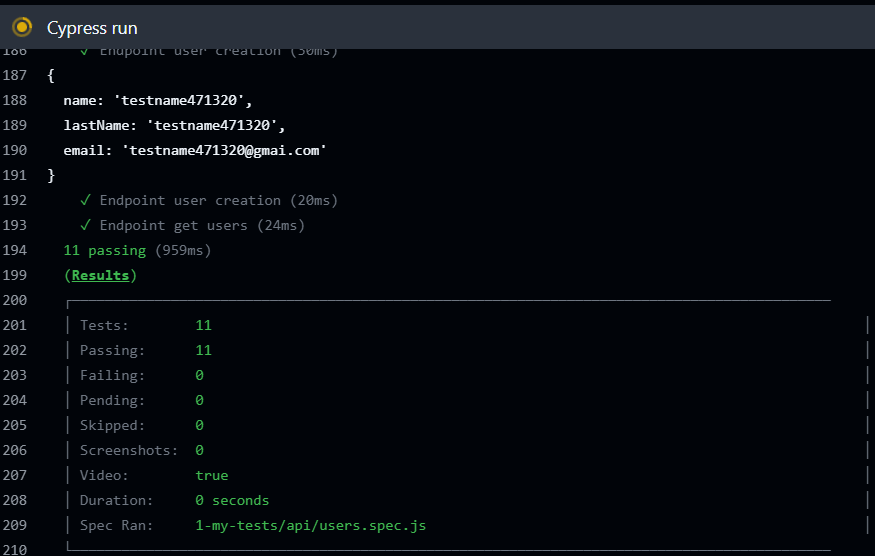 Cypress run
186 ✓ Endpoint user creation (30ms)
187 {
188 name: 'testname471320',
189 lastName: 'testname471320',
190 email: 'testname471320@gmai.com'
191 }
192 ✓ Endpoint user creation (20ms)
193 ✓ Endpoint get users (24ms)
194 11 passing (959ms)
199 (Results)
200
201 │ Tests: 11 │
202 │ Passing: 11 │
203 │ Failing: 0 │
204 │ Pending: 0 │
205 │ Skipped: 0 │
206 │ Screenshots: 0 │
207 │ Video: true │
208 │ Duration: 0 seconds │
209 │ Spec Ran: 1-my-tests/api/users.spec.js │
210